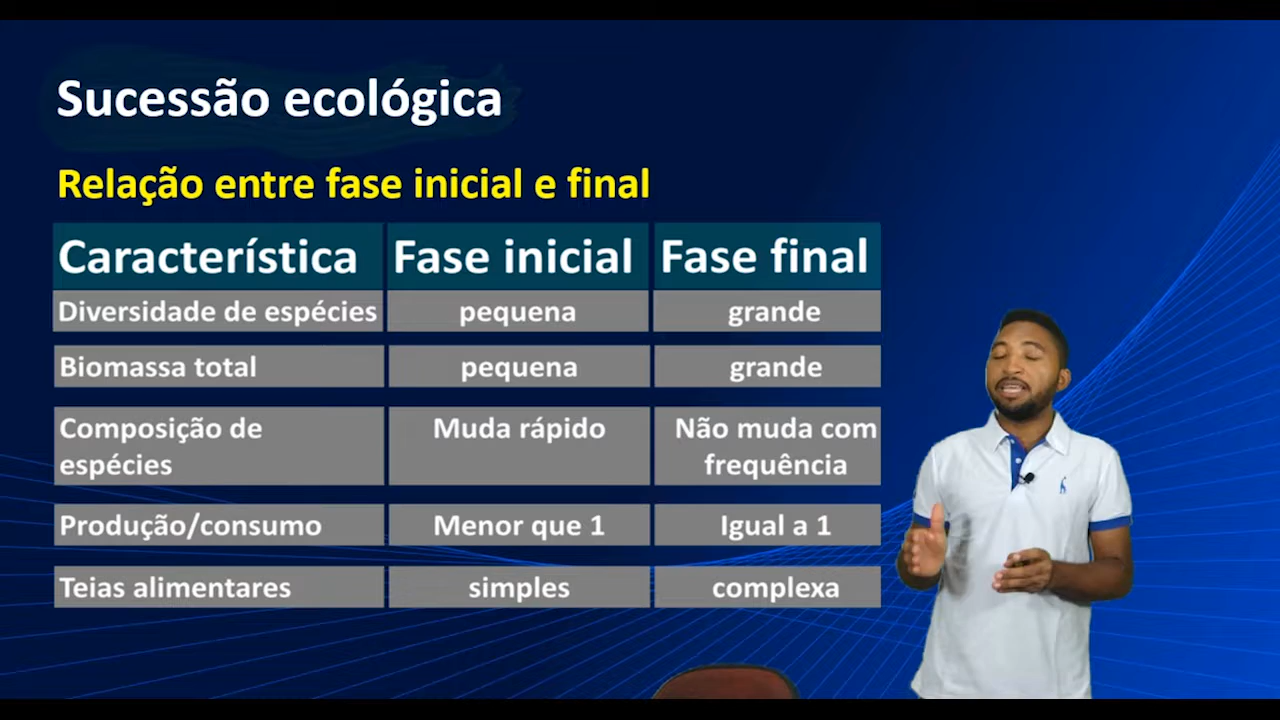 Sucessão ecológica
Relação entre fase inicial e final
Característica Fase inicial Fase final
Diversidade de espécies pequena grande
Biomassa total pequena grande
Composição de Muda rápido Não muda com
espécies frequência
Produção/consumo Menor que 1 Igual a 1
Teias alimentares simples complexa